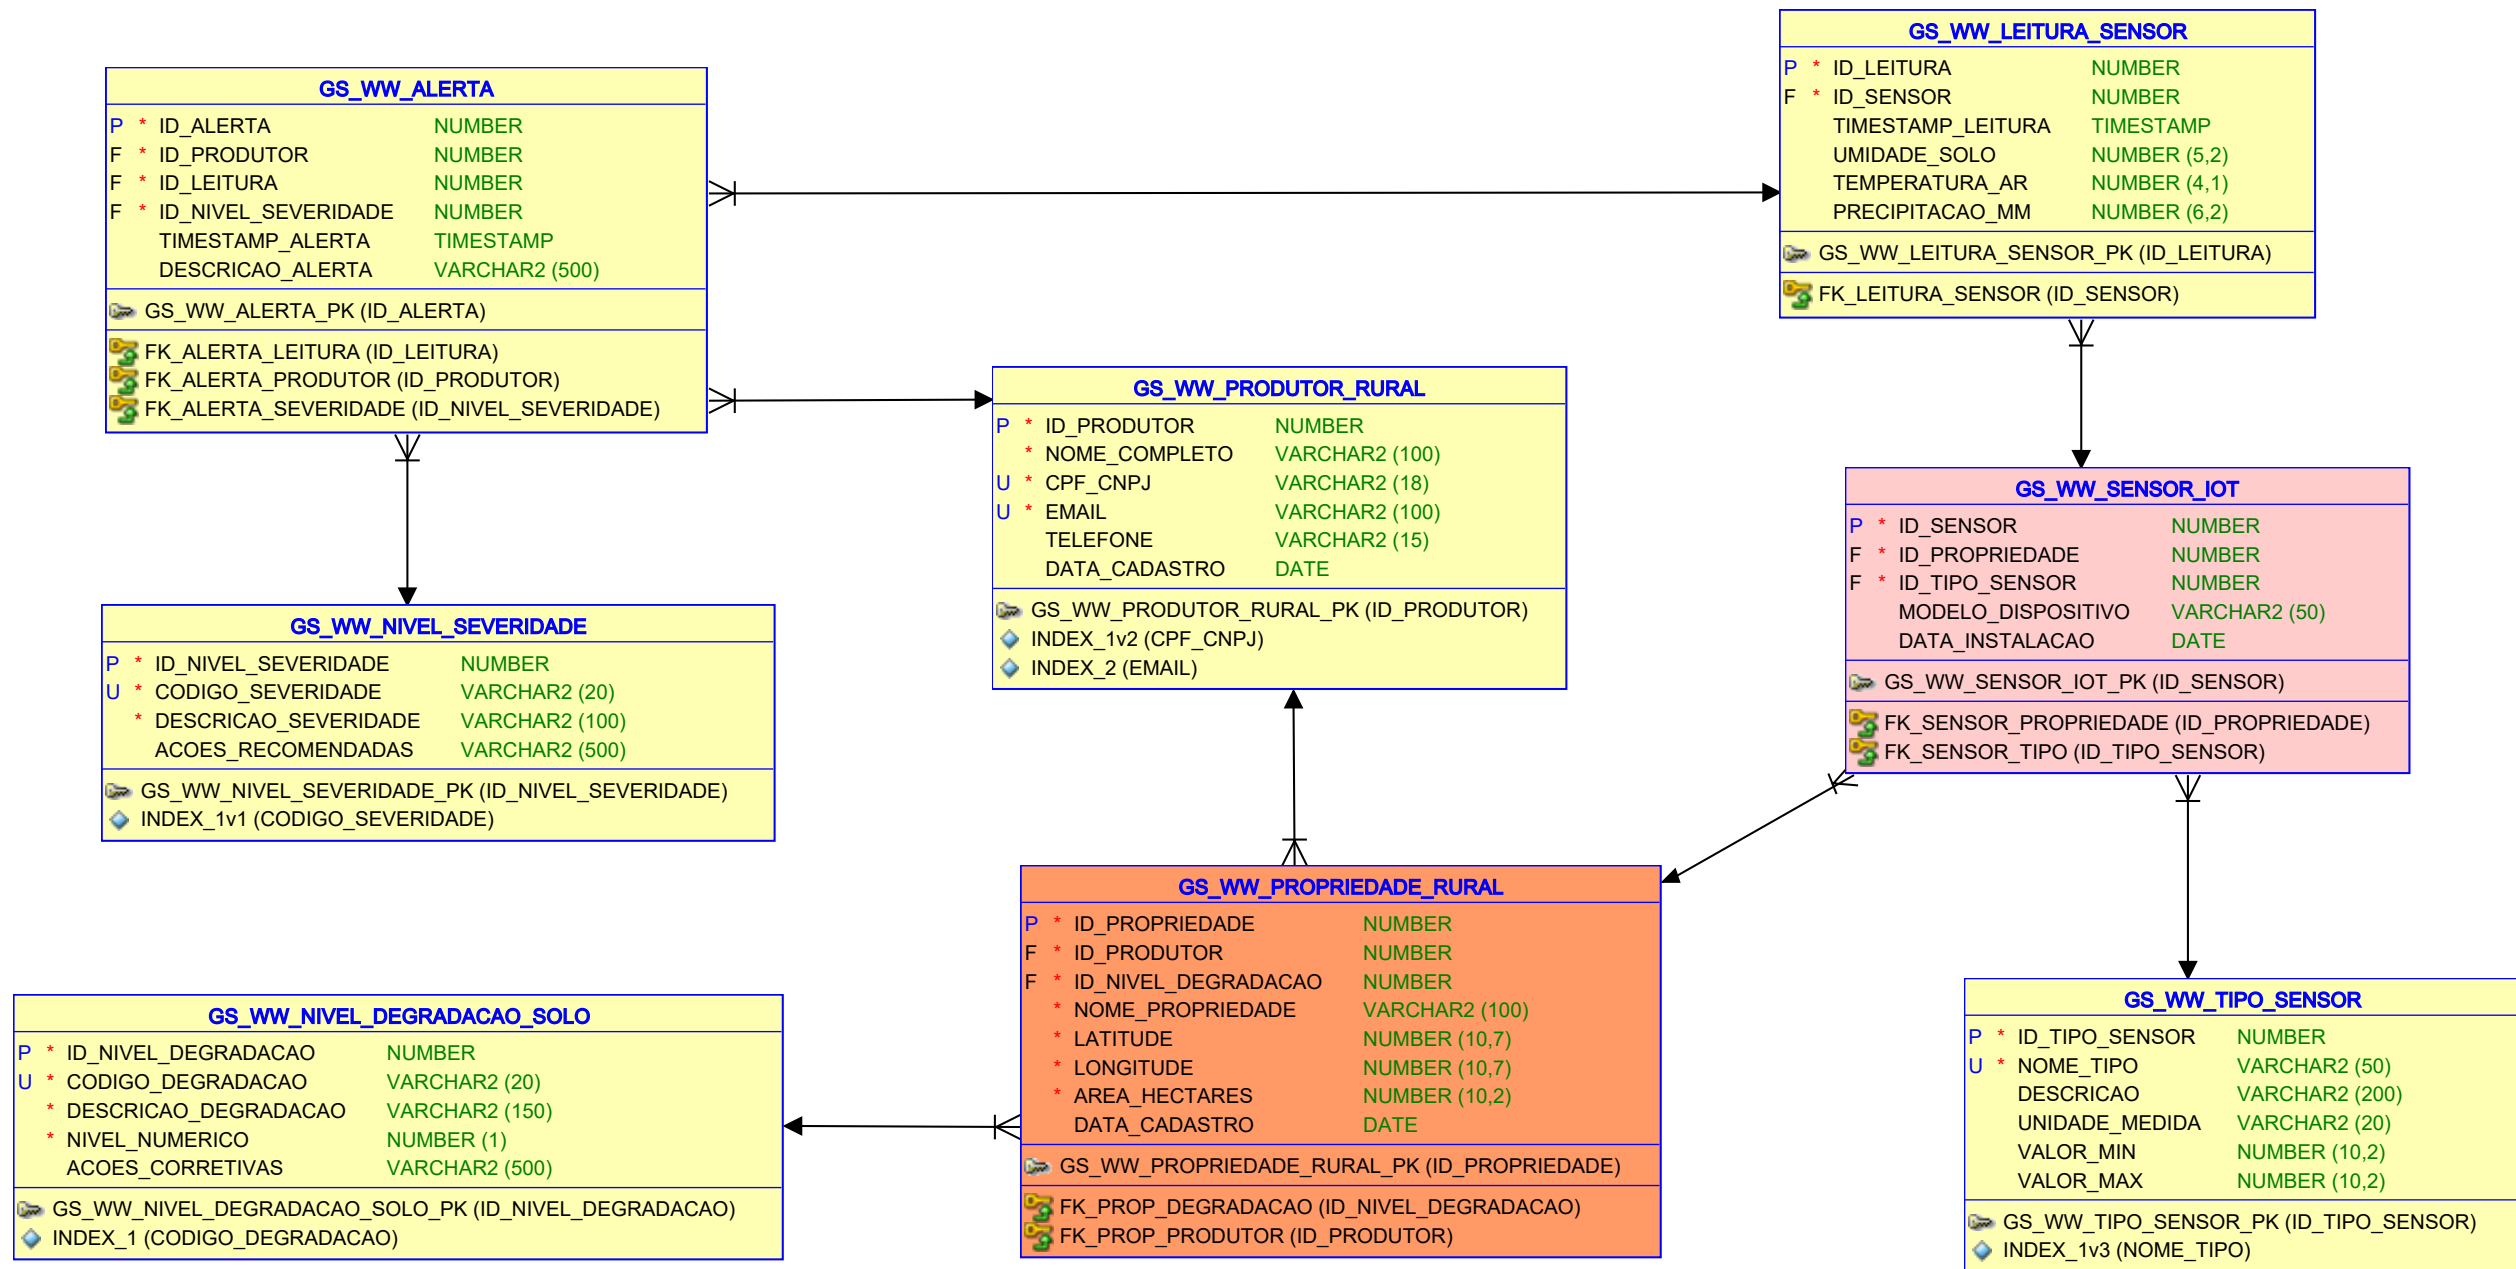 GS_WW_ALERTA
P * ID_ALERTA NUMBER
F * ID_PRODUTOR NUMBER
F * ID_LEITURA NUMBER
F * ID_NIVEL_SEVERIDADE NUMBER
TIMESTAMP_ALERTA TIMESTAMP
DESCRICAO_ALERTA VARCHAR2 (500)
GS_WW_ALERTA_PK (ID_ALERTA)
FK_ALERTA_LEITURA (ID_LEITURA)
FK_ALERTA_PRODUTOR (ID_PRODUTOR)
FK_ALERTA_SEVERIDADE (ID_NIVEL_SEVERIDADE)
GS_WW_LEITURA_SENSOR
P * ID_LEITURA NUMBER
F * ID_SENSOR NUMBER
TIMESTAMP_LEITURA TIMESTAMP
UMIDADE_SOLO NUMBER (5,2)
TEMPERATURA_AR NUMBER (4,1)
PRECIPITACAO_MM NUMBER (6,2)
GS_WW_LEITURA_SENSOR_PK (ID_LEITURA)
FK_LEITURA_SENSOR (ID_SENSOR)
GS_WW_PRODUTOR_RURAL
P * ID_PRODUTOR NUMBER
* NOME_COMPLETO VARCHAR2 (100)
U * CPF_CNPJ VARCHAR2 (18)
U * EMAIL VARCHAR2 (100)
TELEFONE VARCHAR2 (15)
DATA_CADASTRO DATE
GS_WW_PRODUTOR_RURAL_PK (ID_PRODUTOR)
INDEX_1v2 (CPF_CNPJ)
INDEX_2 (EMAIL)
GS_WW_SENSOR_IOT
P * ID_SENSOR NUMBER
F * ID_PROPRIEDADE NUMBER
F * ID_TIPO_SENSOR NUMBER
MODELO_DISPOSITIVO VARCHAR2 (50)
DATA_INSTALACAO DATE
GS_WW_SENSOR_IOT_PK (ID_SENSOR)
FK_SENSOR_PROPRIEDADE (ID_PROPRIEDADE)
FK_SENSOR_TIPO (ID_TIPO_SENSOR)
GS_WW_NIVEL_SEVERIDADE
P * ID_NIVEL_SEVERIDADE NUMBER
U * CODIGO_SEVERIDADE VARCHAR2 (20)
* DESCRICAO_SEVERIDADE VARCHAR2 (100)
ACOES_RECOMENDADAS VARCHAR2 (500)
GS_WW_NIVEL_SEVERIDADE_PK (ID_NIVEL_SEVERIDADE)
INDEX_1v1 (CODIGO_SEVERIDADE)
GS_WW_PROPRIEDADE_RURAL
P * ID_PROPRIEDADE NUMBER
F * ID_PRODUTOR NUMBER
F * ID_NIVEL_DEGRADACAO NUMBER
* NOME_PROPRIEDADE VARCHAR2 (100)
* LATITUDE NUMBER (10,7)
* LONGITUDE NUMBER (10,7)
* AREA_HECTARES NUMBER (10,2)
DATA_CADASTRO DATE
GS_WW_PROPRIEDADE_RURAL_PK (ID_PROPRIEDADE)
FK_PROP_DEGRADACAO (ID_NIVEL_DEGRADACAO)
FK_PROP_PRODUTOR (ID_PRODUTOR)
GS_WW_NIVEL_DEGRADACAO_SOLO
P * ID_NIVEL_DEGRADACAO NUMBER
U * CODIGO_DEGRADACAO VARCHAR2 (20)
* DESCRICAO_DEGRADACAO VARCHAR2 (150)
* NIVEL_NUMERICO NUMBER (1)
ACOES_CORRETIVAS VARCHAR2 (500)
GS_WW_NIVEL_DEGRADACAO_SOLO_PK (ID_NIVEL_DEGRADACAO)
INDEX_1 (CODIGO_DEGRADACAO)
GS_WW_TIPO_SENSOR
P * ID_TIPO_SENSOR NUMBER
U * NOME_TIPO VARCHAR2 (50)
DESCRICAO VARCHAR2 (200)
UNIDADE_MEDIDA VARCHAR2 (20)
VALOR_MIN NUMBER (10,2)
VALOR_MAX NUMBER (10,2)
GS_WW_TIPO_SENSOR_PK (ID_TIPO_SENSOR)
INDEX_1v3 (NOME_TIPO)